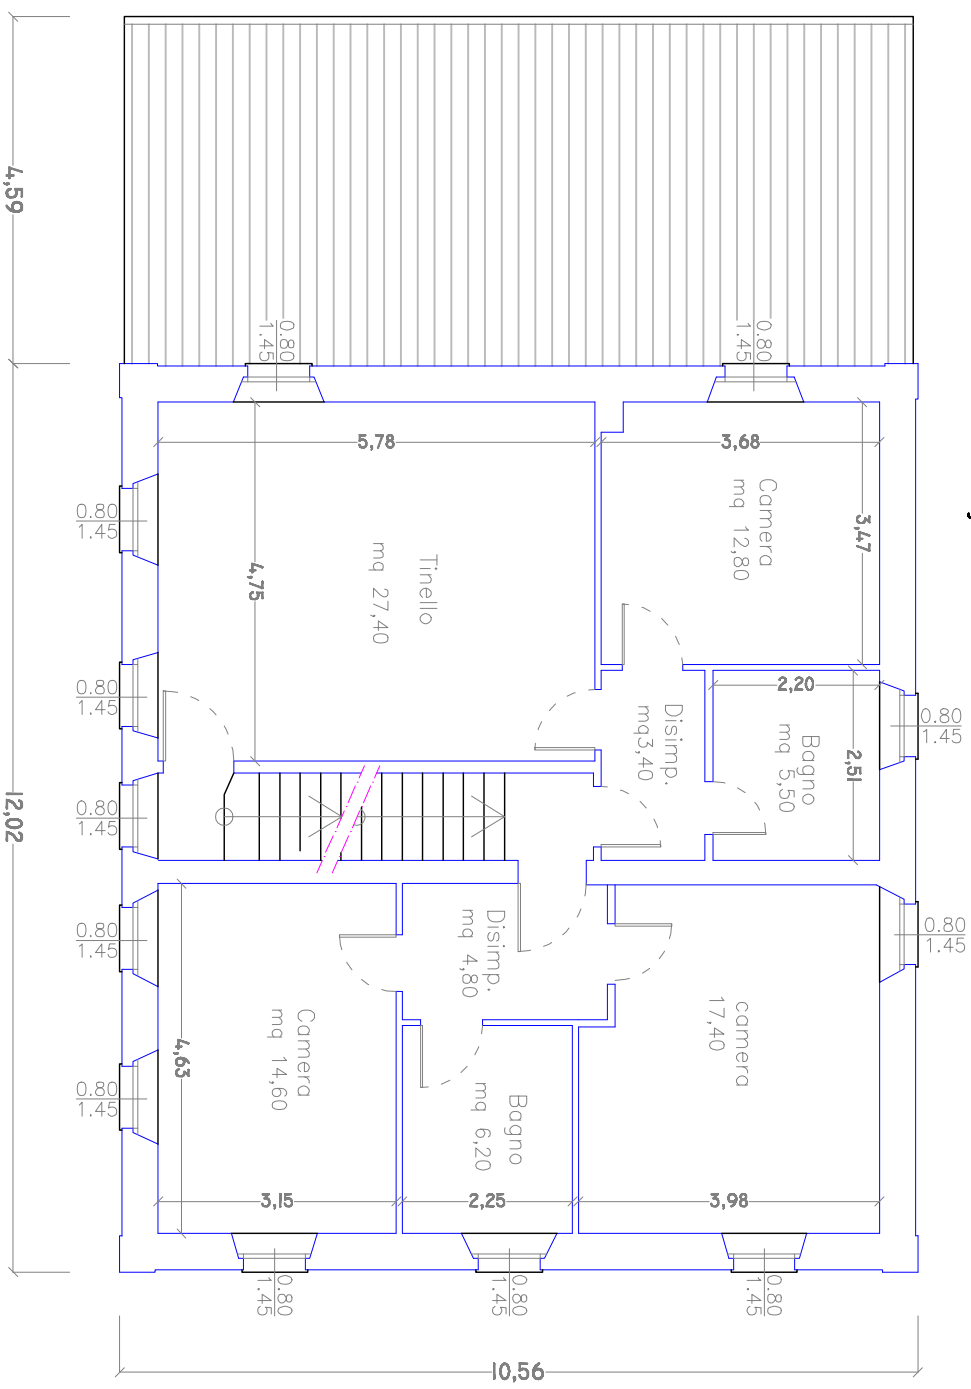 4,59
0.80
1.45
0.80
1.45
5,78
3,68
0.80
1.45
Camera
mq 12,80
3,47
4,75
Tinello
mq 27,40
0.80
1.45
2,20
0.80
1.45
Disimp.
mq3,40
Bagno
mq 5,50
2,51
12,02
0.80
1.45
0.80
1.45
0.80
1.45
Disimp.
mq 4,80
camera
17,40
Camera
mq 14,60
4,63
0.80
1.45
Bagno
mq 6,20
3,15
2,25
3,98
0.80
1.45
0.80
1.45
0.80
1.45
10,56